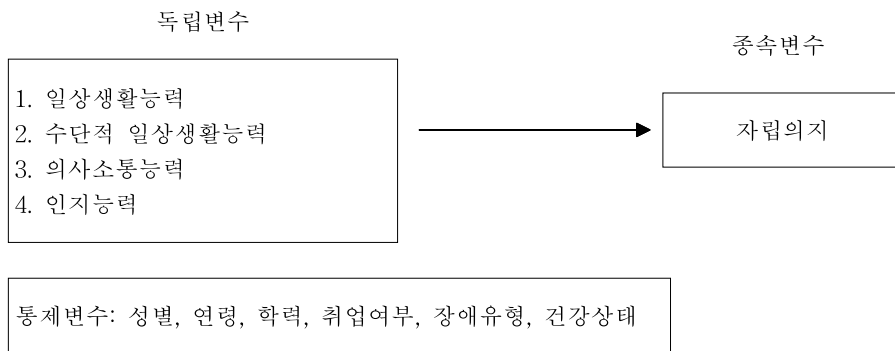 독립변수
종속변수
1. 일상생활능력
2. 수단적 일상생활능력
3. 의사소통능력
4. 인지능력
자립의지
통제변수: 성별, 연령, 학력, 취업여부, 장애유형, 건강상태